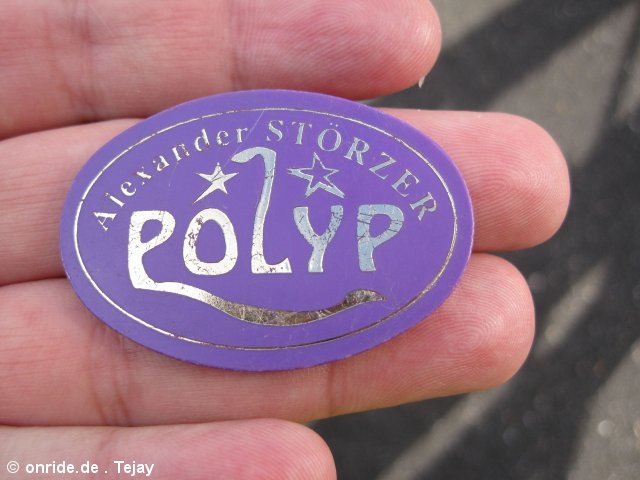 Alexander STÖRZER
POLYP
© onride.de . Tejay